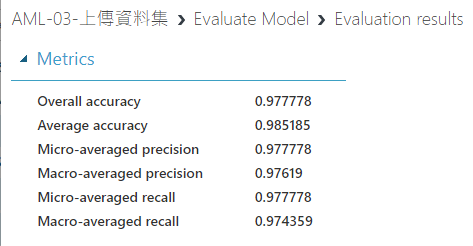 AML-03-上傳資料集 › Evaluate Model › Evaluation results
Metrics
Overall accuracy 0.977778
Average accuracy 0.985185
Micro-averaged precision 0.977778
Macro-averaged precision 0.97619
Micro-averaged recall 0.977778
Macro-averaged recall 0.974359